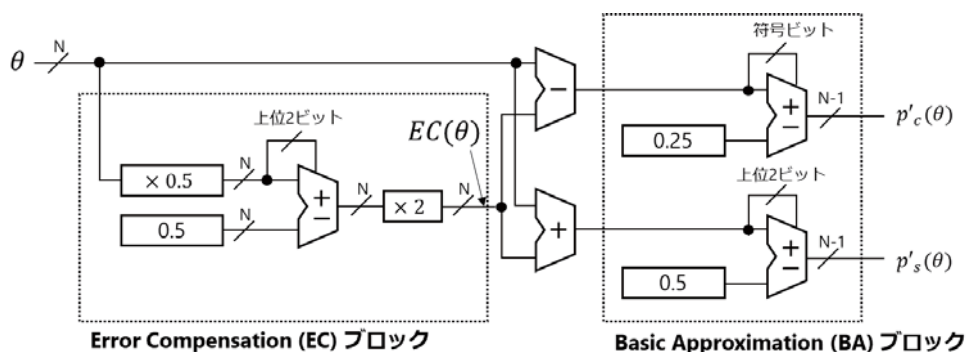 符号ビット
θ
N
−
+
−
N-1
p'c(θ)
上位2ビット
EC(θ)
0.25
× 0.5
N
+
−
N
× 2
N
上位2ビット
0.5
N
+
+
−
N-1
p's(θ)
0.5
Error Compensation (EC) ブロック
Basic Approximation (BA) ブロック